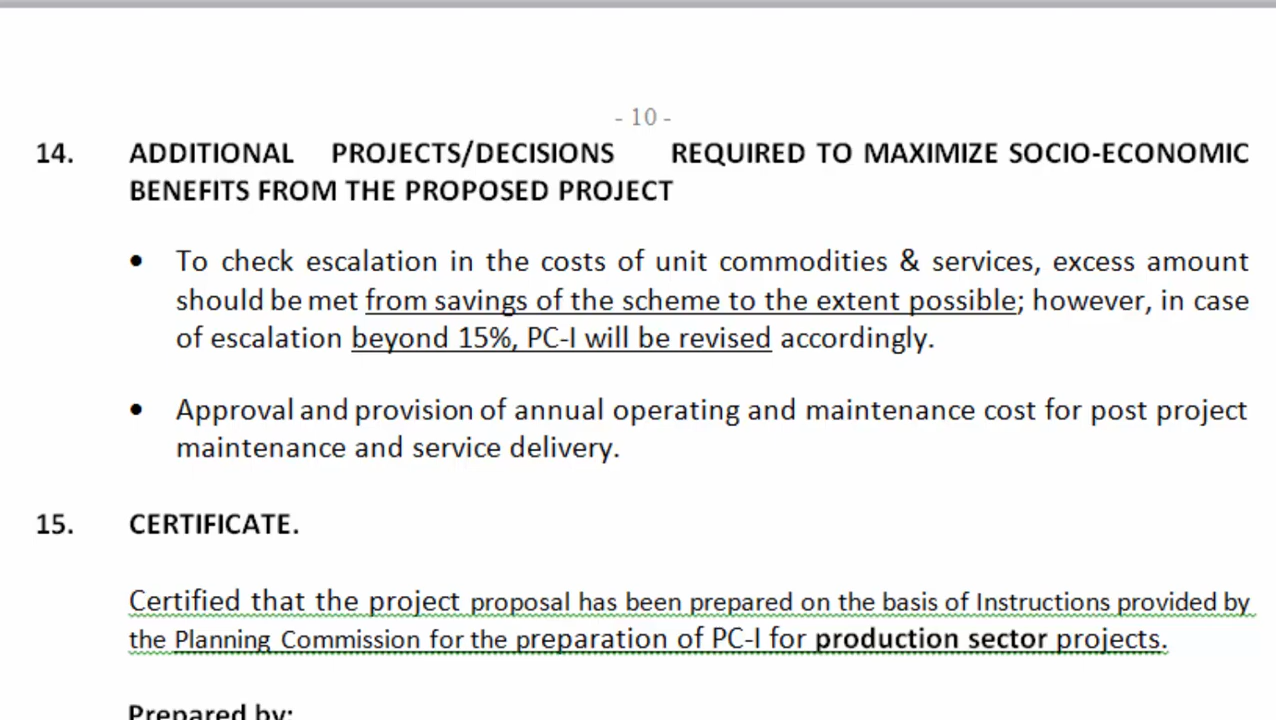 - 10 -
14. ADDITIONAL PROJECTS/DECISIONS REQUIRED TO MAXIMIZE SOCIO-ECONOMIC
BENEFITS FROM THE PROPOSED PROJECT
• To check escalation in the costs of unit commodities & services, excess amount
should be met from savings of the scheme to the extent possible; however, in case
of escalation beyond 15%, PC-I will be revised accordingly.
• Approval and provision of annual operating and maintenance cost for post project
maintenance and service delivery.
15. CERTIFICATE.
Certified that the project proposal has been prepared on the basis of Instructions provided by
the Planning Commission for the preparation of PC-I for production sector projects.
Prepared by: